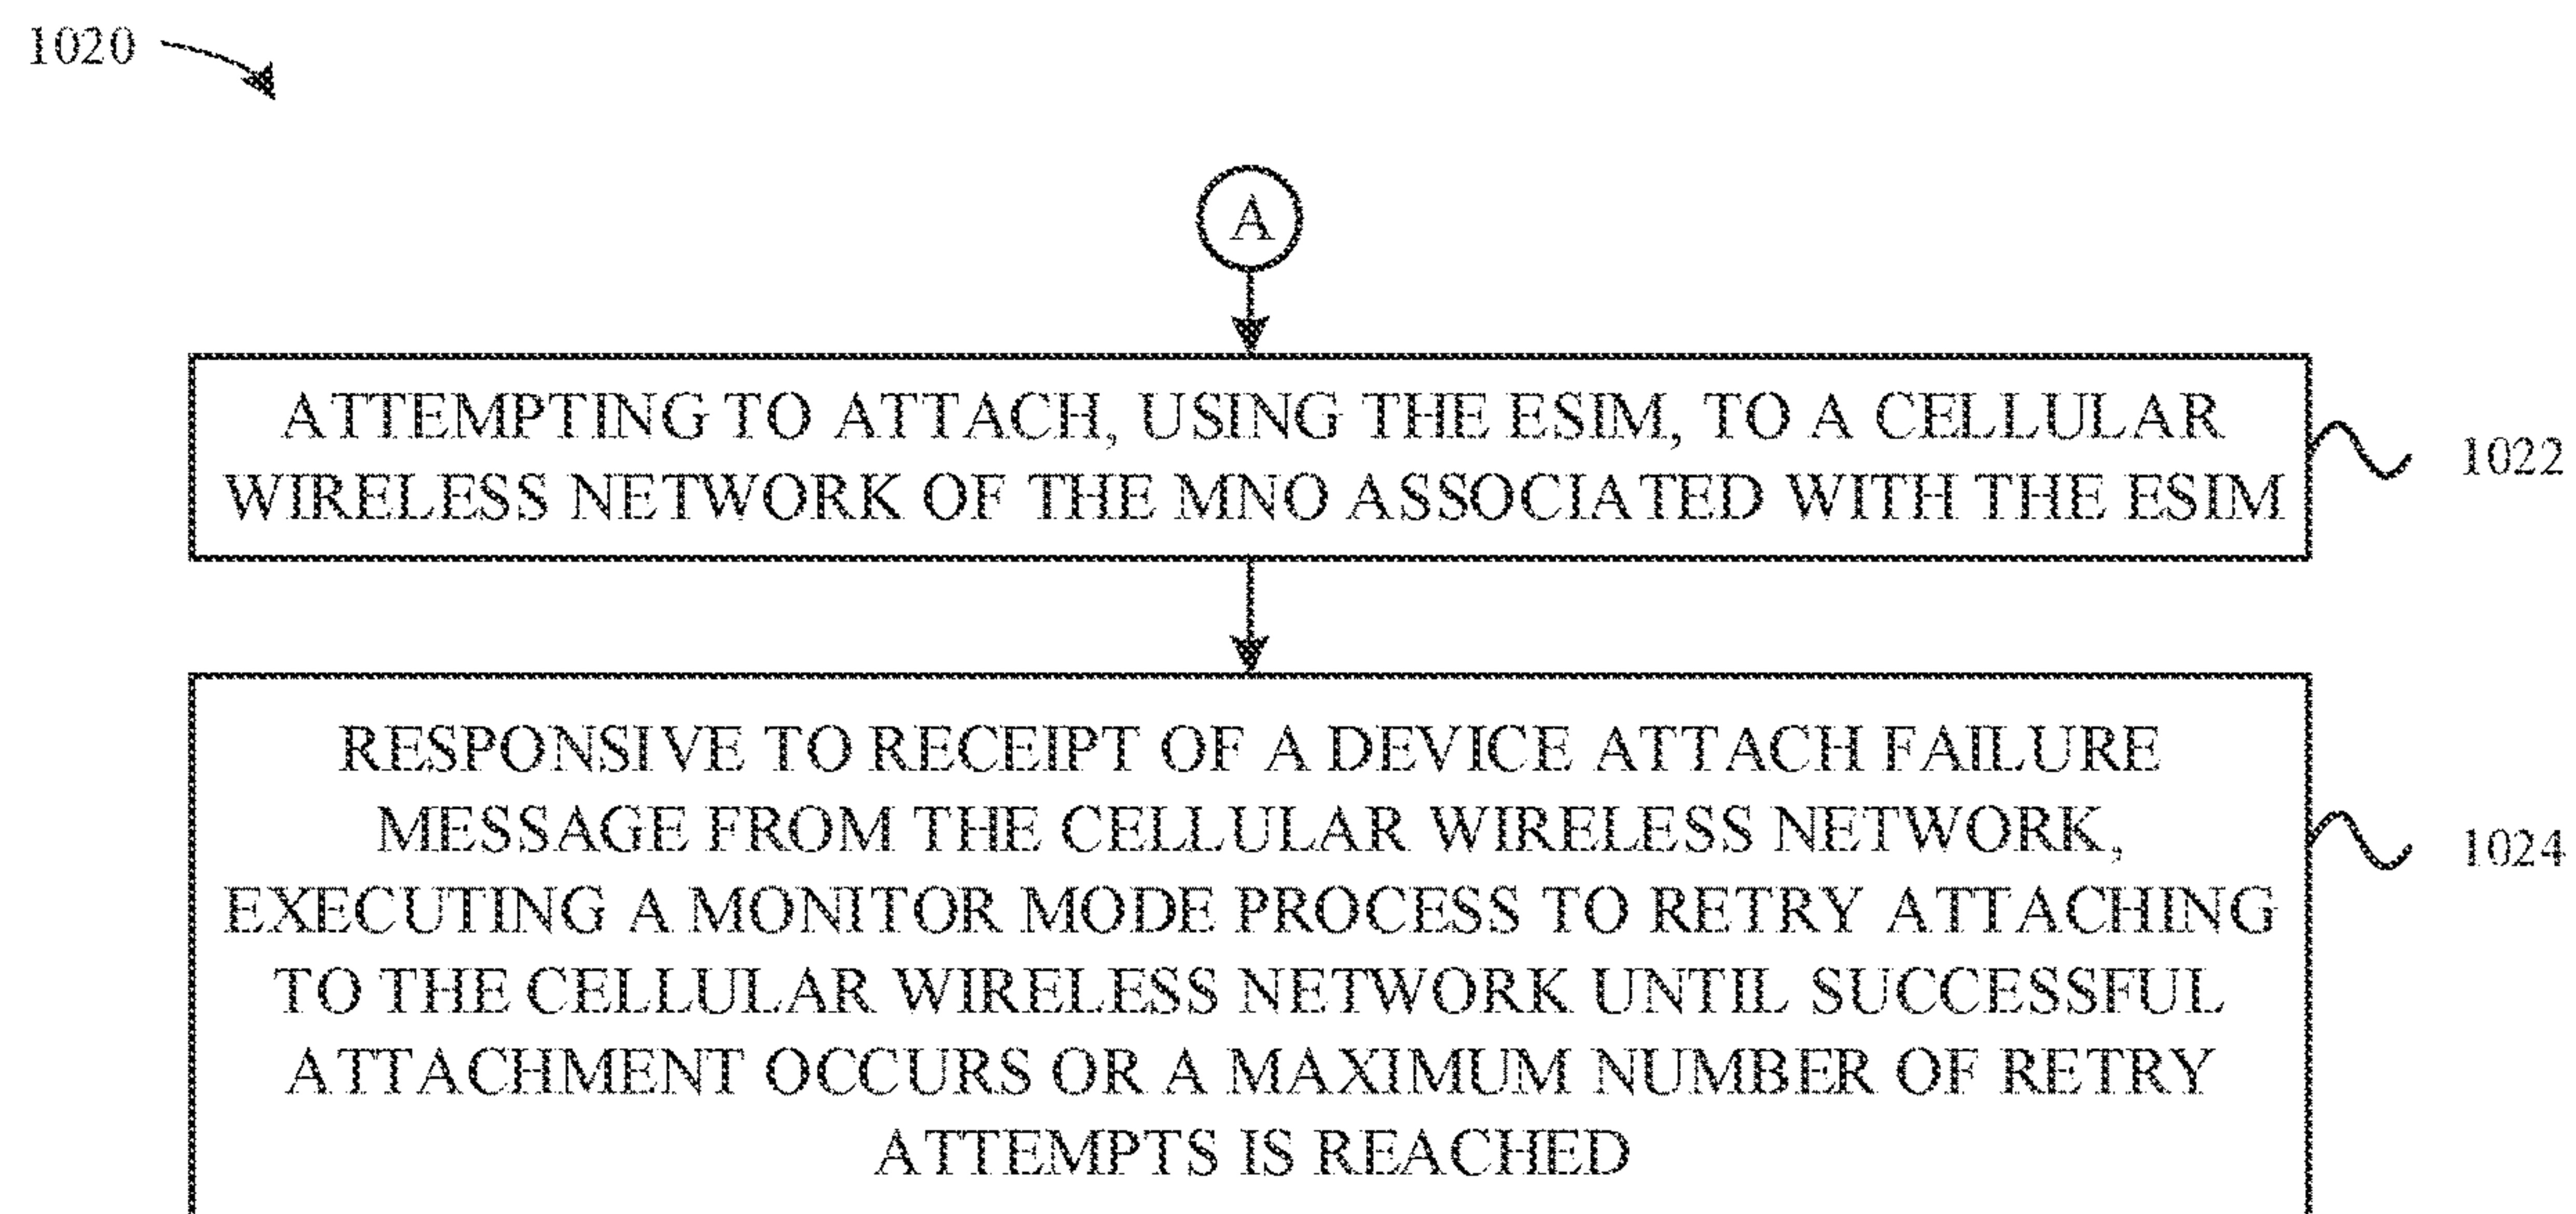 1020
A
ATTEMPTING TO ATTACH, USING THE ESIM, TO A CELLULAR
WIRELESS NETWORK OF THE MNO ASSOCIATED WITH THE ESIM
1022
RESPONSIVE TO RECEIPT OF A DEVICE ATTACH FAILURE
MESSAGE FROM THE CELLULAR WIRELESS NETWORK,
EXECUTING A MONITOR MODE PROCESS TO RETRY ATTACHING
TO THE CELLULAR WIRELESS NETWORK UNTIL SUCCESSFUL
ATTACHMENT OCCURS OR A MAXIMUM NUMBER OF RETRY
ATTEMPTS IS REACHED
1024